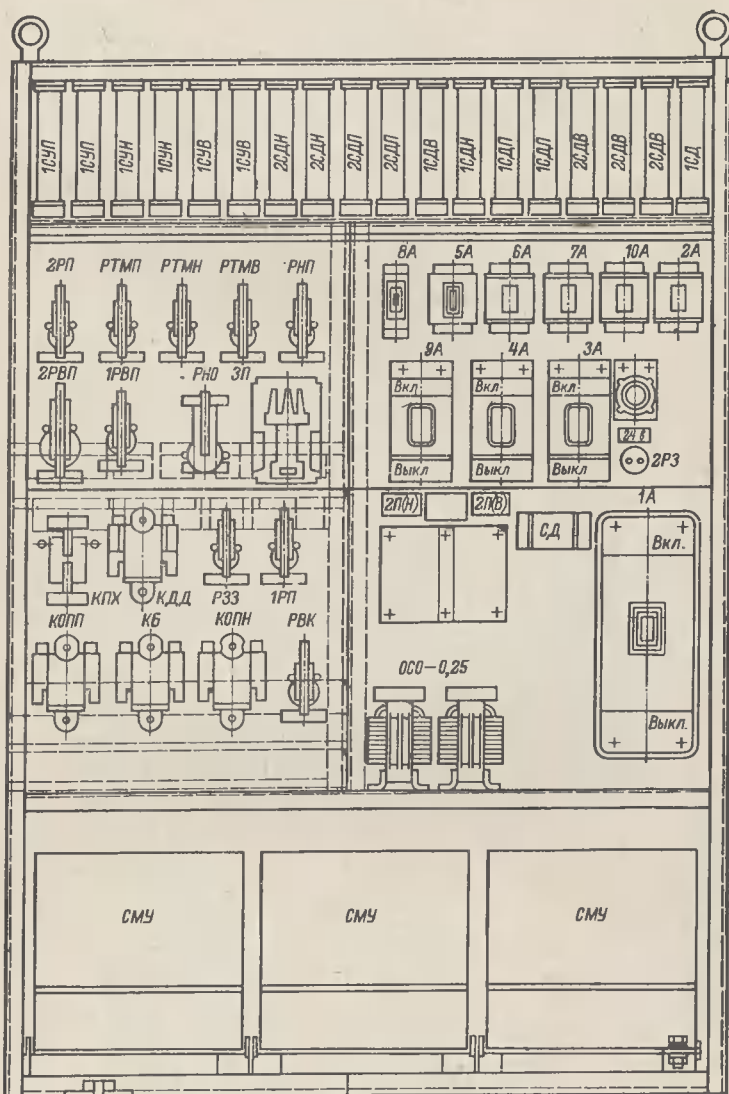 1СУП 1СУП 1СУН 1СУН 1СУВ 1СУВ 2СДН 2СДН 2СДП 2СДП 1СДВ 1СДН 1СДП 1СДП 2СДВ 2СДВ 2СДВ 1СД
2РП РТМП РТМН РТМВ РНП
8А 5А 6А 7А 10А 2А
9А 4А 3А
2РВП 1РВП РНО 3П
Вкл Вкл Вкл
24 в
2РЗ
Выкл Выкл Выкл
2П(Н) 2П(В) 1А
СД
Вкл.
КПХ КДД РЗЗ 1РП
КОПП КБ КОПН РВК
ОСО-0,25
Выкл.
СМУ СМУ СМУ